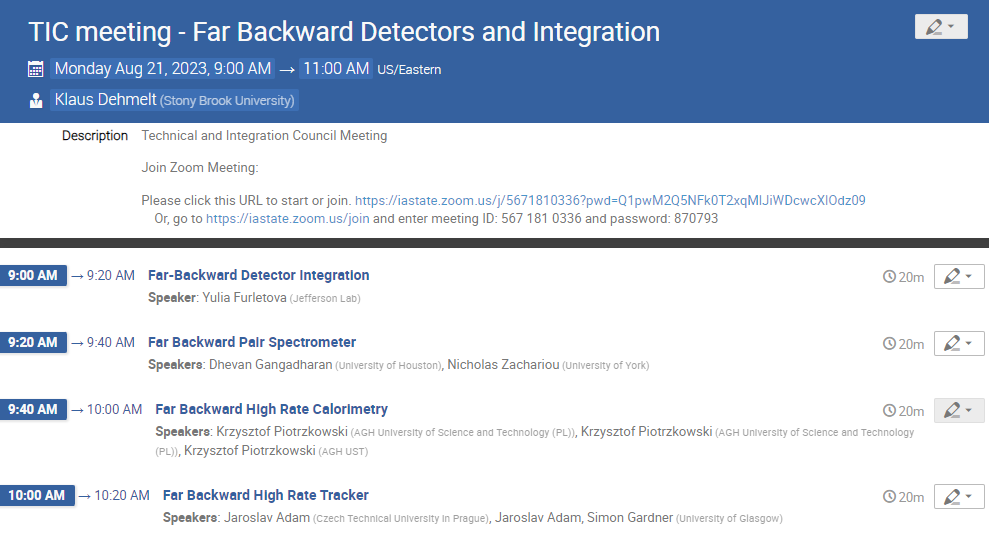 TIC meeting - Far Backward Detectors and Integration
Monday Aug 21, 2023, 9:00 AM → 11:00 AM US/Eastern
Klaus Dehmelt (Stony Brook University)
Description Technical and Integration Council Meeting
Join Zoom Meeting:
Please click this URL to start or join. https://iastate.zoom.us/j/5671810336?pwd=Q1pwM2Q5NFk0T2xqMlJiWDcwcXlOdz09
Or, go to https://iastate.zoom.us/join and enter meeting ID: 567 181 0336 and password: 870793
9:00 AM → 9:20 AM Far-Backward Detector Integration 20m
Speaker: Yulia Furletova (Jefferson Lab)
9:20 AM → 9:40 AM Far Backward Pair Spectrometer 20m
Speakers: Dhevan Gangadharan (University of Houston), Nicholas Zachariou (University of York)
9:40 AM → 10:00 AM Far Backward High Rate Calorimetry 20m
Speakers: Krzysztof Piotrzkowski (AGH University of Science and Technology (PL)), Krzysztof Piotrzkowski (AGH University of Science and Technology
(PL)), Krzysztof Piotrzkowski (AGH UST)
10:00 AM → 10:20 AM Far Backward High Rate Tracker 20m
Speakers: Jaroslav Adam (Czech Technical University in Prague), Jaroslav Adam, Simon Gardner (University of Glasgow)